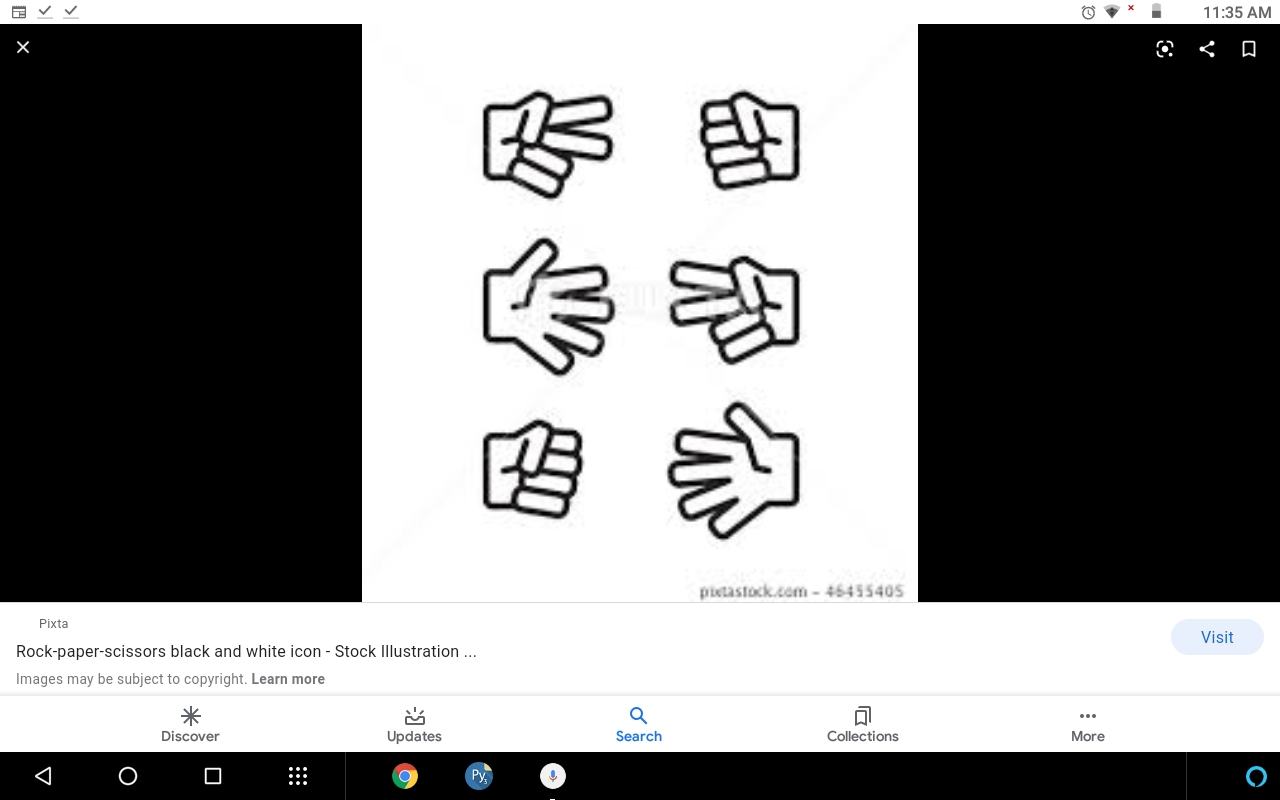 11:35 AM
pixtastock.com - 46455405
Pixta
Rock-paper-scissors black and white icon - Stock Illustration ...
Visit
Images may be subject to copyright. Learn more
Discover
Updates
Search
Collections
More
Py3